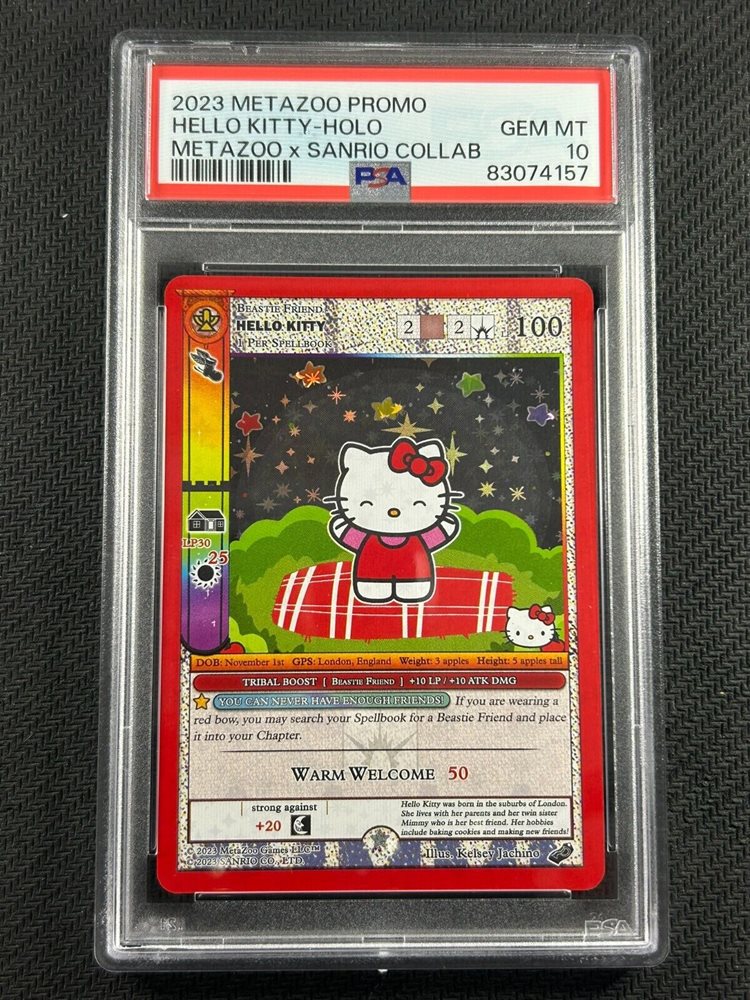 2023 METAZOO PROMO
HELLO KITTY-HOLO GEM MT
METAZOO x SANRIO COLLAB 10
PSA 83074157
BEASTIE FRIEND
HELLO KITTY 2 2 100
1 PER SPELLBOOK
LP30
25
1
DOB: November 1st GPS: London, England Weight: 3 apples Height: 5 apples tall
TRIBAL BOOST [ BEASTIE FRIEND ] +10 LP / +10 ATK DMG
YOU CAN NEVER HAVE ENOUGH FRIENDS! If you are wearing a
red bow, you may search your Spellbook for a Beastie Friend and place
it into your Chapter.
WARM WELCOME 50
strong against
+20
Hello Kitty was born in the suburbs of London.
She lives with her parents and her twin sister
Mimmy who is her best friend. Her hobbies
include baking cookies and making new friends!
© 2023 MetaZoo Games LLC™
© 2023 SANRIO CO., LTD.
Illus. Kelsey Jachino
PSA